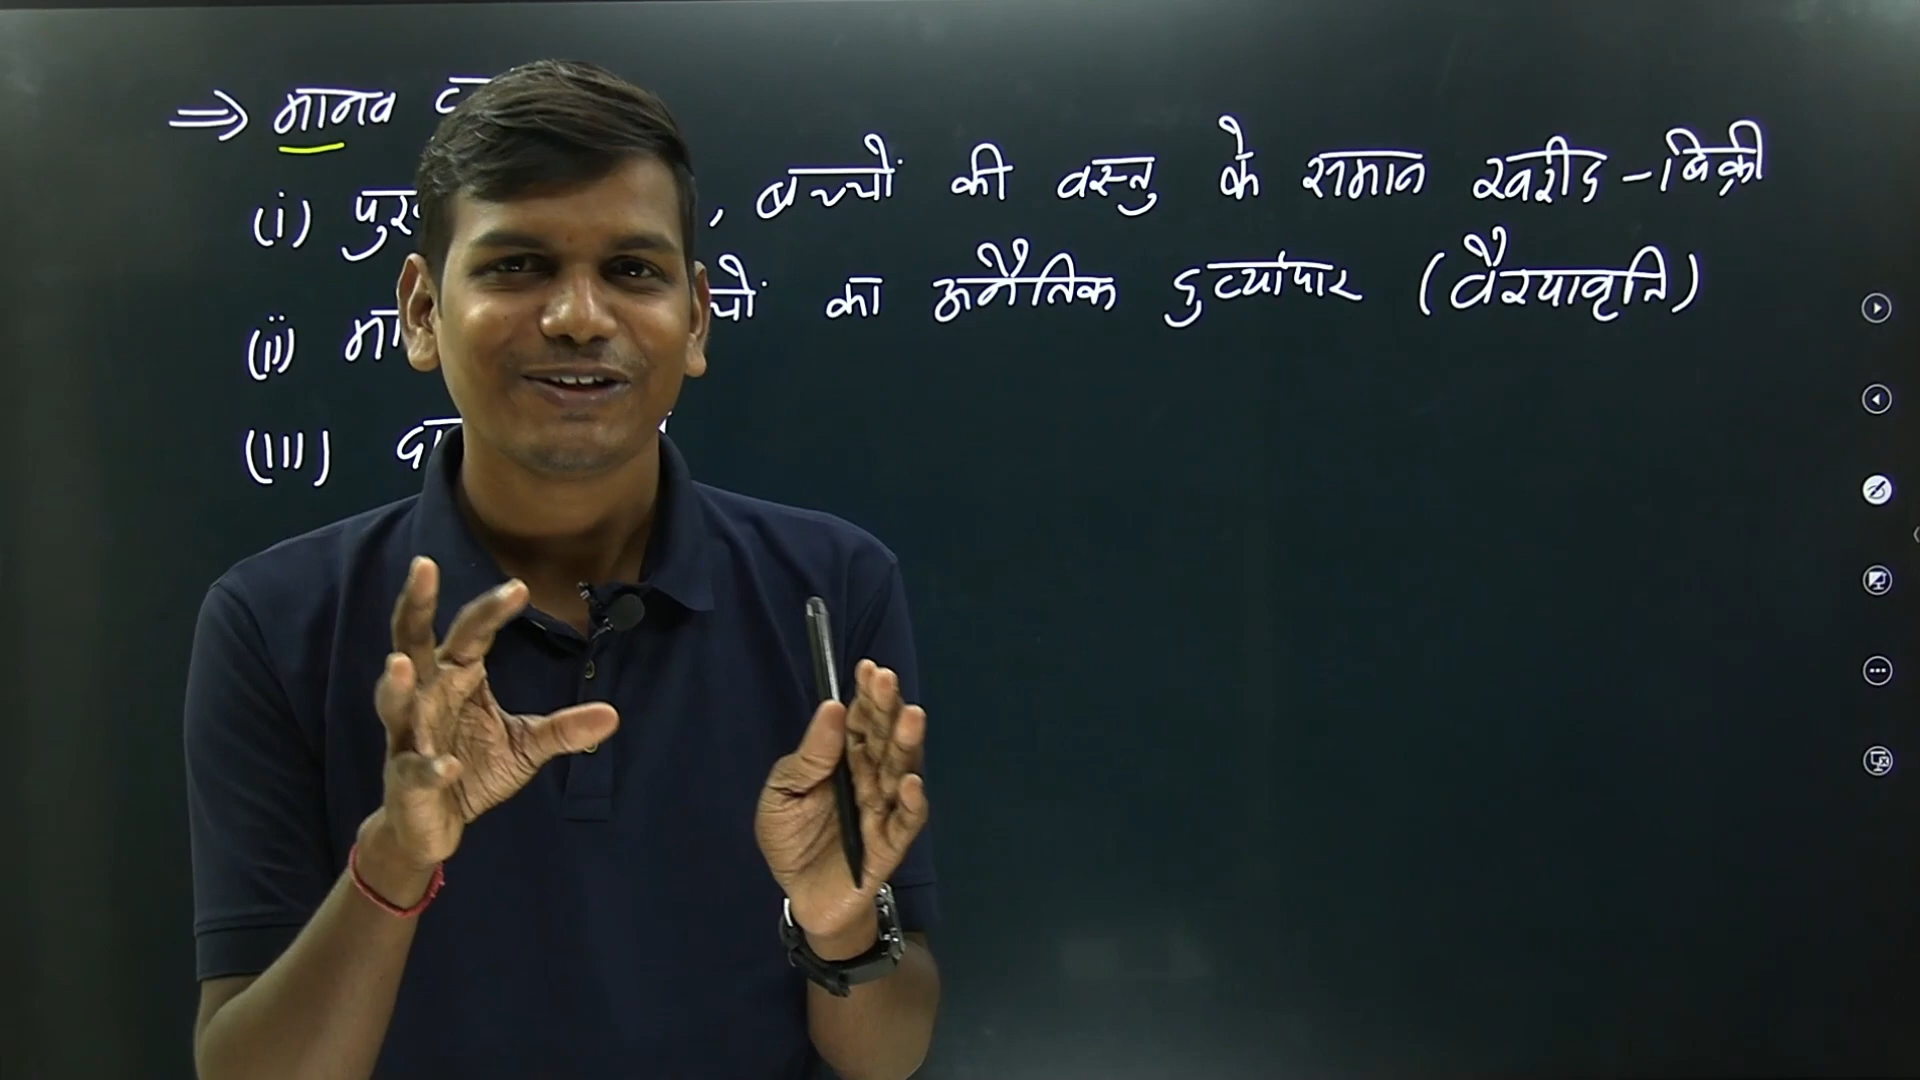 ⇒ मानव
(i) , बच्चों की वस्तु के समान खरीद-बिक्री
(ii) का अनैतिक दुर्व्यापार (वैश्यावृति)
(iii)